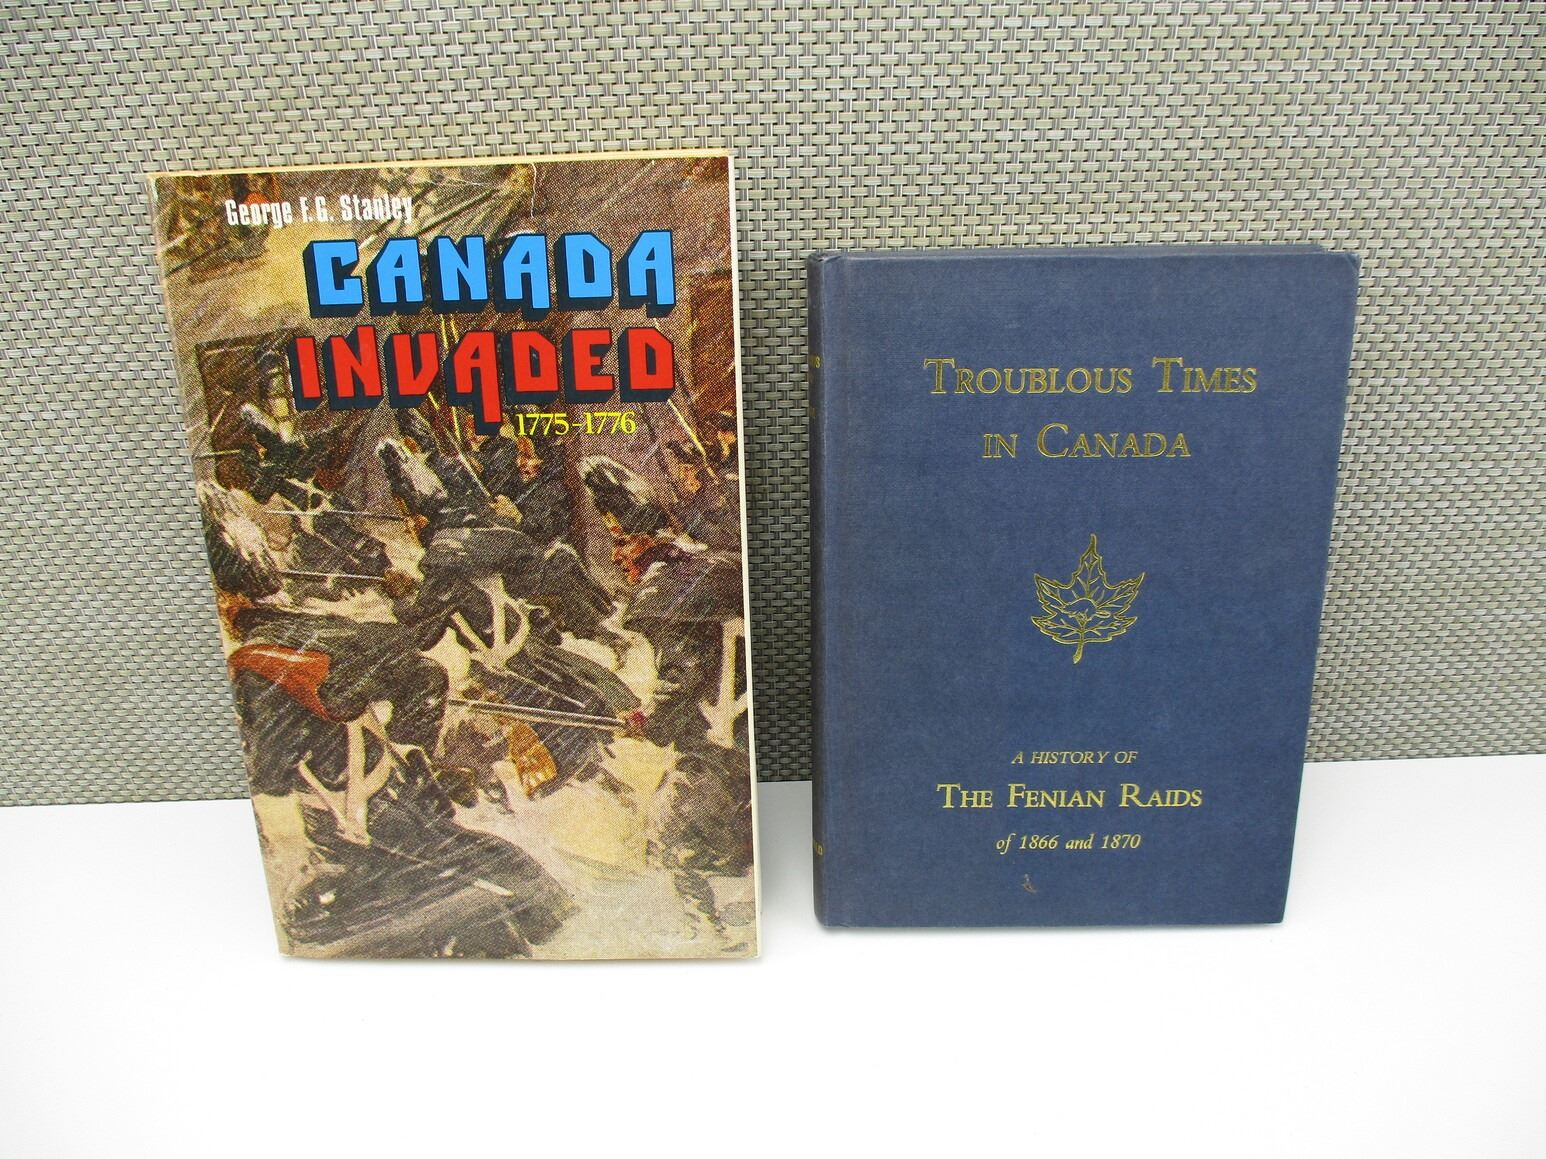 George F.G. Stanley
CANADA
INVADED
1775-1776
TROUBLOUS TIMES
IN CANADA
A HISTORY OF
THE FENIAN RAIDS
of 1866 and 1870